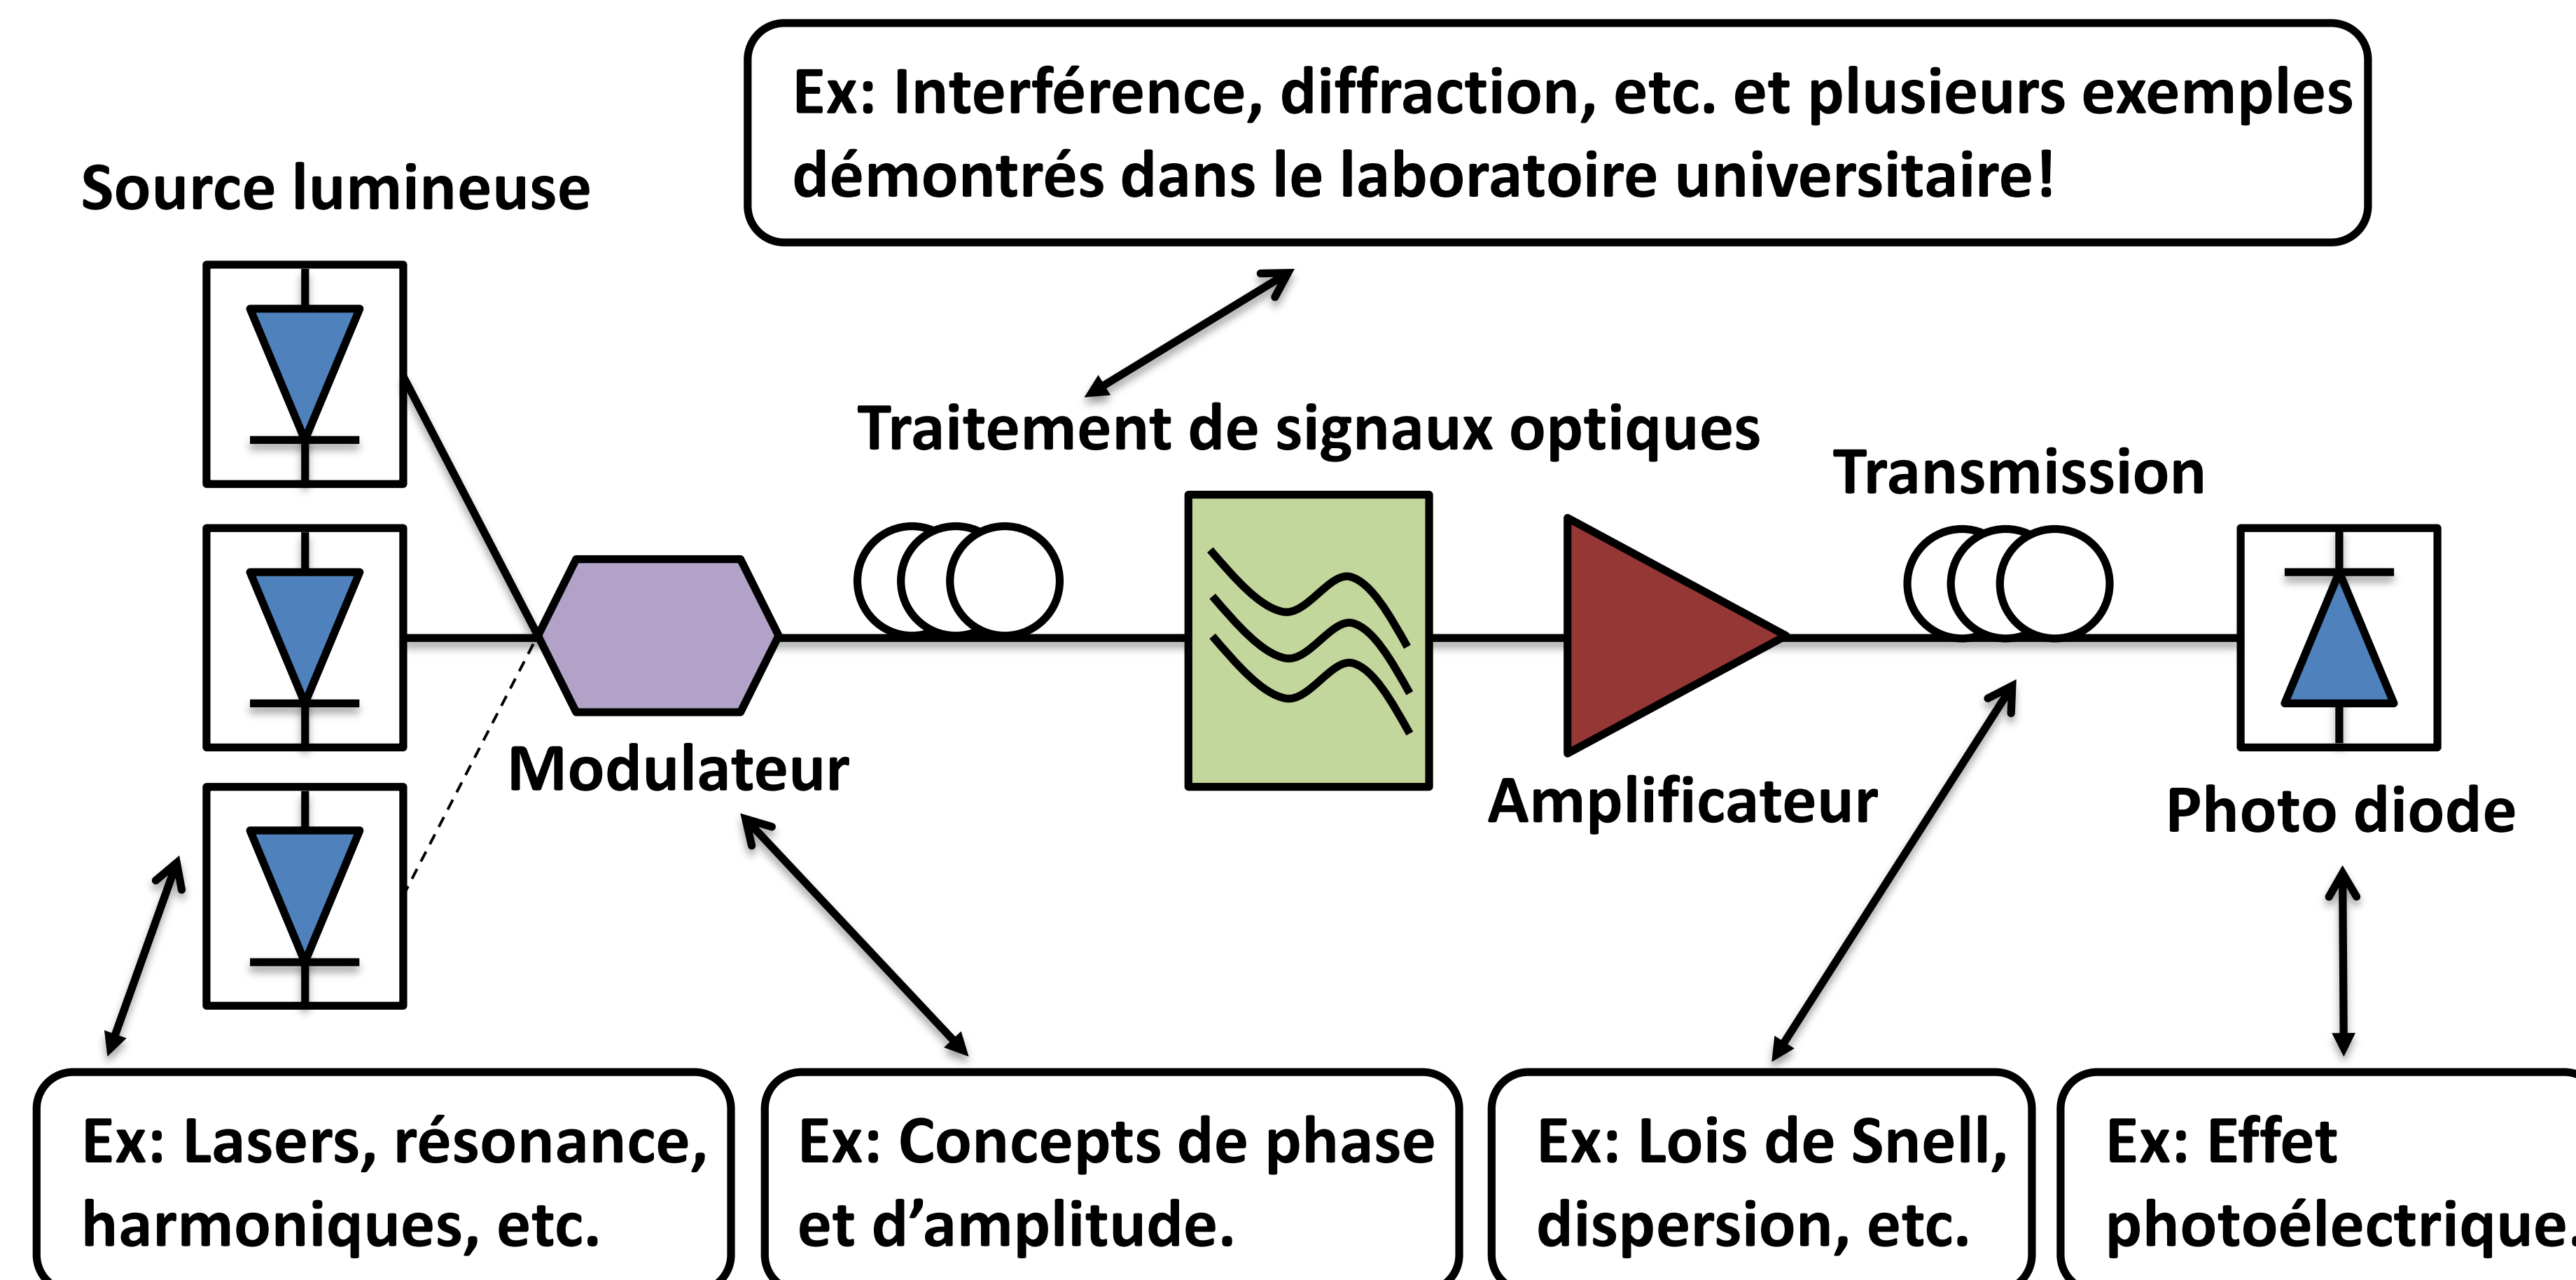 Ex: Interférence, diffraction, etc. et plusieurs exemples
démontrés dans le laboratoire universitaire!
Source lumineuse
Traitement de signaux optiques
Transmission
Modulateur
Amplificateur
Photo diode
Ex: Lasers, résonance,
harmoniques, etc.
Ex: Concepts de phase
et d’amplitude.
Ex: Lois de Snell,
dispersion, etc.
Ex: Effet
photoélectrique.